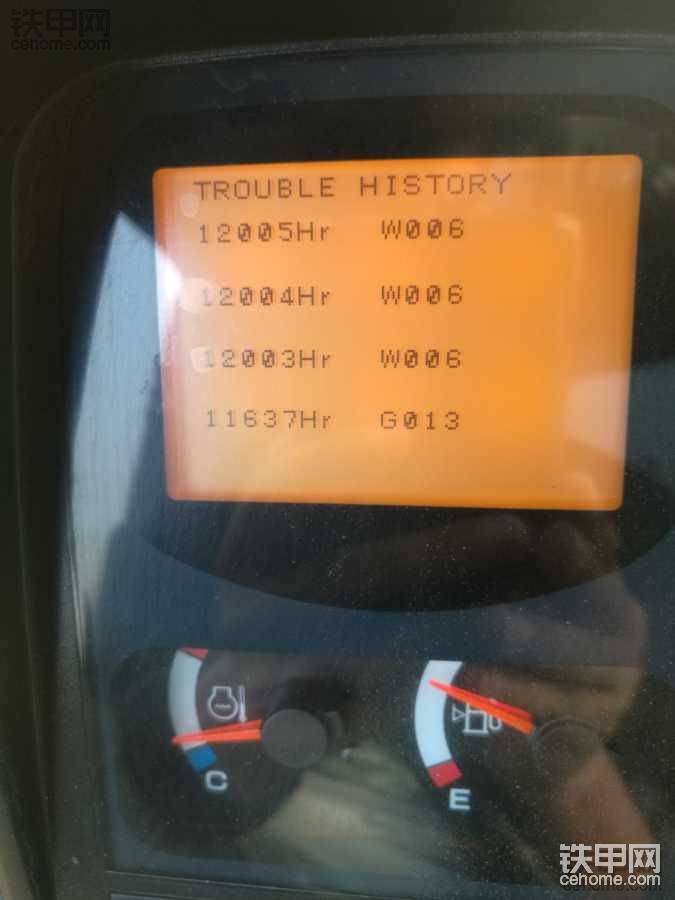 铁甲网
cehome.com
TROUBLE HISTORY
12005Hr W006
12004Hr W006
12003Hr W006
11637Hr G013
C
E
铁甲网
cehome.com